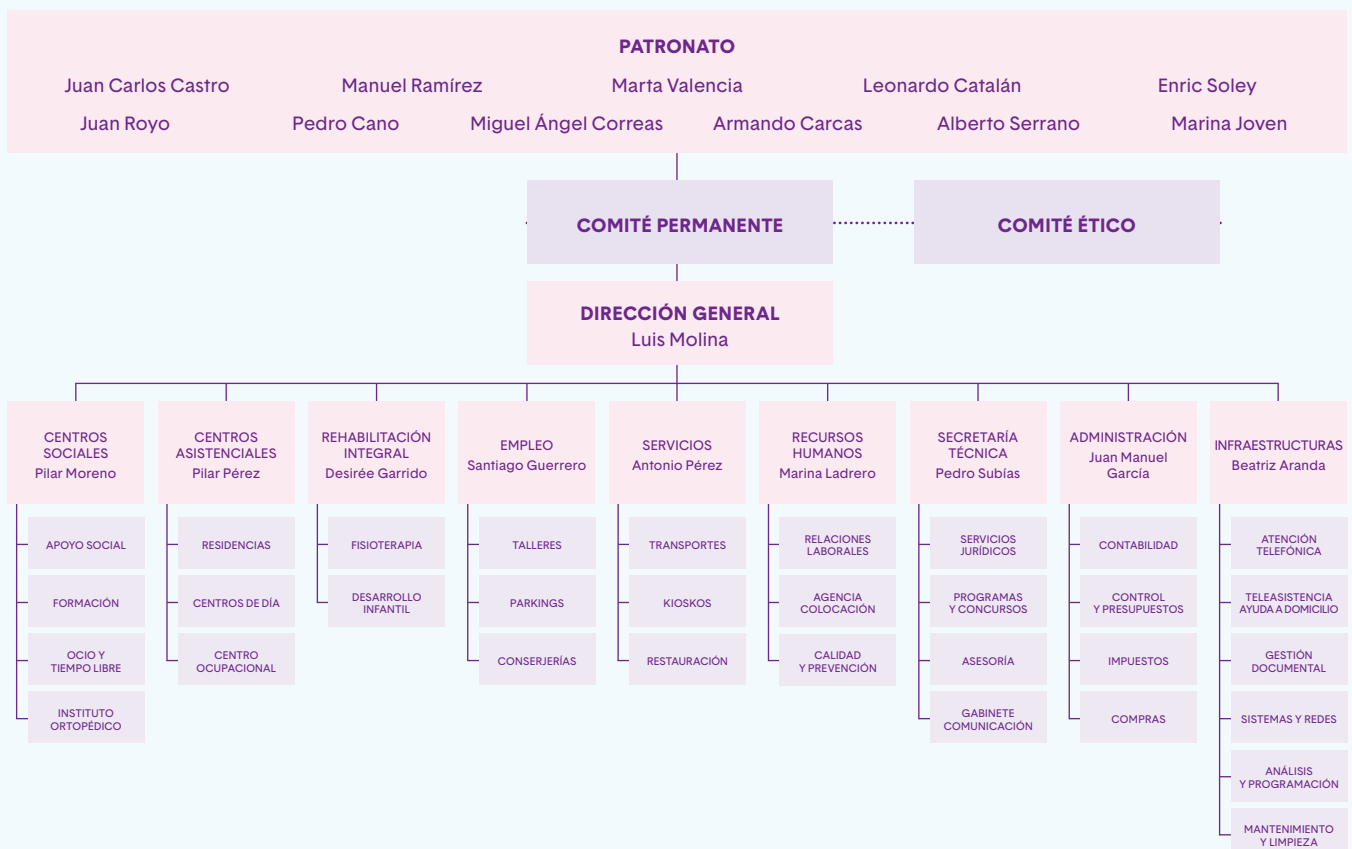 PATRONATO
Juan Carlos Castro Manuel Ramírez Marta Valencia Leonardo Catalán Enric Soley
Juan Royo Pedro Cano Miguel Ángel Correas Armando Carcas Alberto Serrano Marina Joven
COMITÉ PERMANENTE
COMITÉ ÉTICO
DIRECCIÓN GENERAL
Luis Molina
CENTROS
SOCIALES
Pilar Moreno
APOYO SOCIAL
FORMACIÓN
OCIO Y
TIEMPO LIBRE
INSTITUTO
ORTOPÉDICO
CENTROS
ASISTENCIALES
Pilar Pérez
RESIDENCIAS
CENTROS DE DÍA
CENTRO
OCUPACIONAL
REHABILITACIÓN
INTEGRAL
Desirée Garrido
FISIOTERAPIA
DESARROLLO
INFANTIL
EMPLEO
Santiago Guerrero
TALLERES
PARKINGS
CONSERJERÍAS
SERVICIOS
Antonio Pérez
TRANSPORTES
KIOSKOS
RESTAURACIÓN
RECURSOS
HUMANOS
Marina Ladrero
RELACIONES
LABORALES
AGENCIA
COLOCACIÓN
CALIDAD
Y PREVENCIÓN
SECRETARÍA
TÉCNICA
Pedro Subías
SERVICIOS
JURÍDICOS
PROGRAMAS
Y CONCURSOS
ASESORÍA
GABINETE
COMUNICACIÓN
ADMINISTRACIÓN
Juan Manuel
García
CONTABILIDAD
CONTROL
Y PRESUPUESTOS
IMPUESTOS
COMPRAS
INFRAESTRUCTURAS
Beatriz Aranda
ATENCIÓN
TELEFÓNICA
TELEASISTENCIA
AYUDA A DOMICILIO
GESTIÓN
DOCUMENTAL
SISTEMAS Y REDES
ANÁLISIS
Y PROGRAMACIÓN
MANTENIMIENTO
Y LIMPIEZA